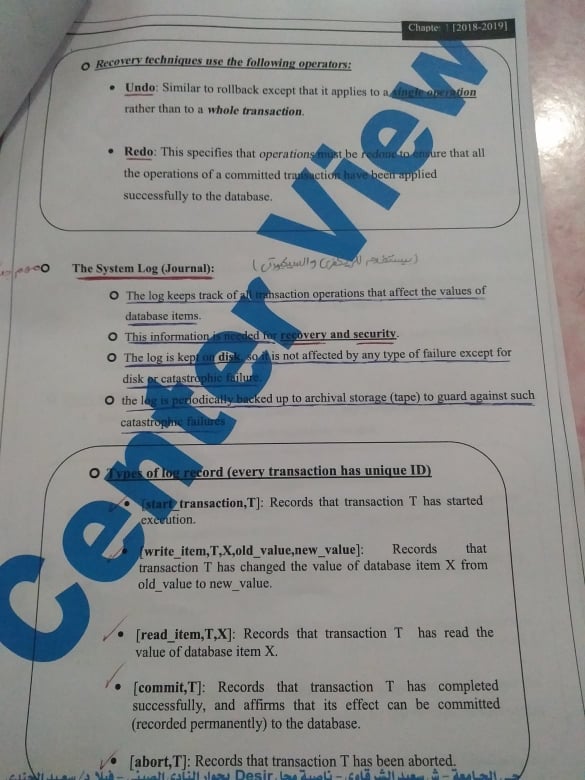 Chapter 1 [2018-2019]
Recovery techniques use the following operators:
Undo: Similar to rollback except that it applies to a single operation
rather than to a whole transaction.
Redo: This specifies that operations must be redone to ensure that all
the operations of a committed transaction have been applied
successfully to the database.
The System Log (Journal):
The log keeps track of all transaction operations that affect the values of
database items.
This information is needed for recovery and security.
The log is kept on disk, so it is not affected by any type of failure except for
disk or catastrophic failure.
the log is periodically backed up to archival storage (tape) to guard against such
catastrophic failures
Types of log record (every transaction has unique ID)
[start_transaction,T]: Records that transaction T has started
execution.
[write_item,T,X,old_value,new_value]: Records that
transaction T has changed the value of database item X from
old_value to new_value.
[read_item,T,X]: Records that transaction T has read the
value of database item X.
[commit,T]: Records that transaction T has completed
successfully, and affirms that its effect can be committed
(recorded permanently) to the database.
[abort,T]: Records that transaction T has been aborted.
Center View